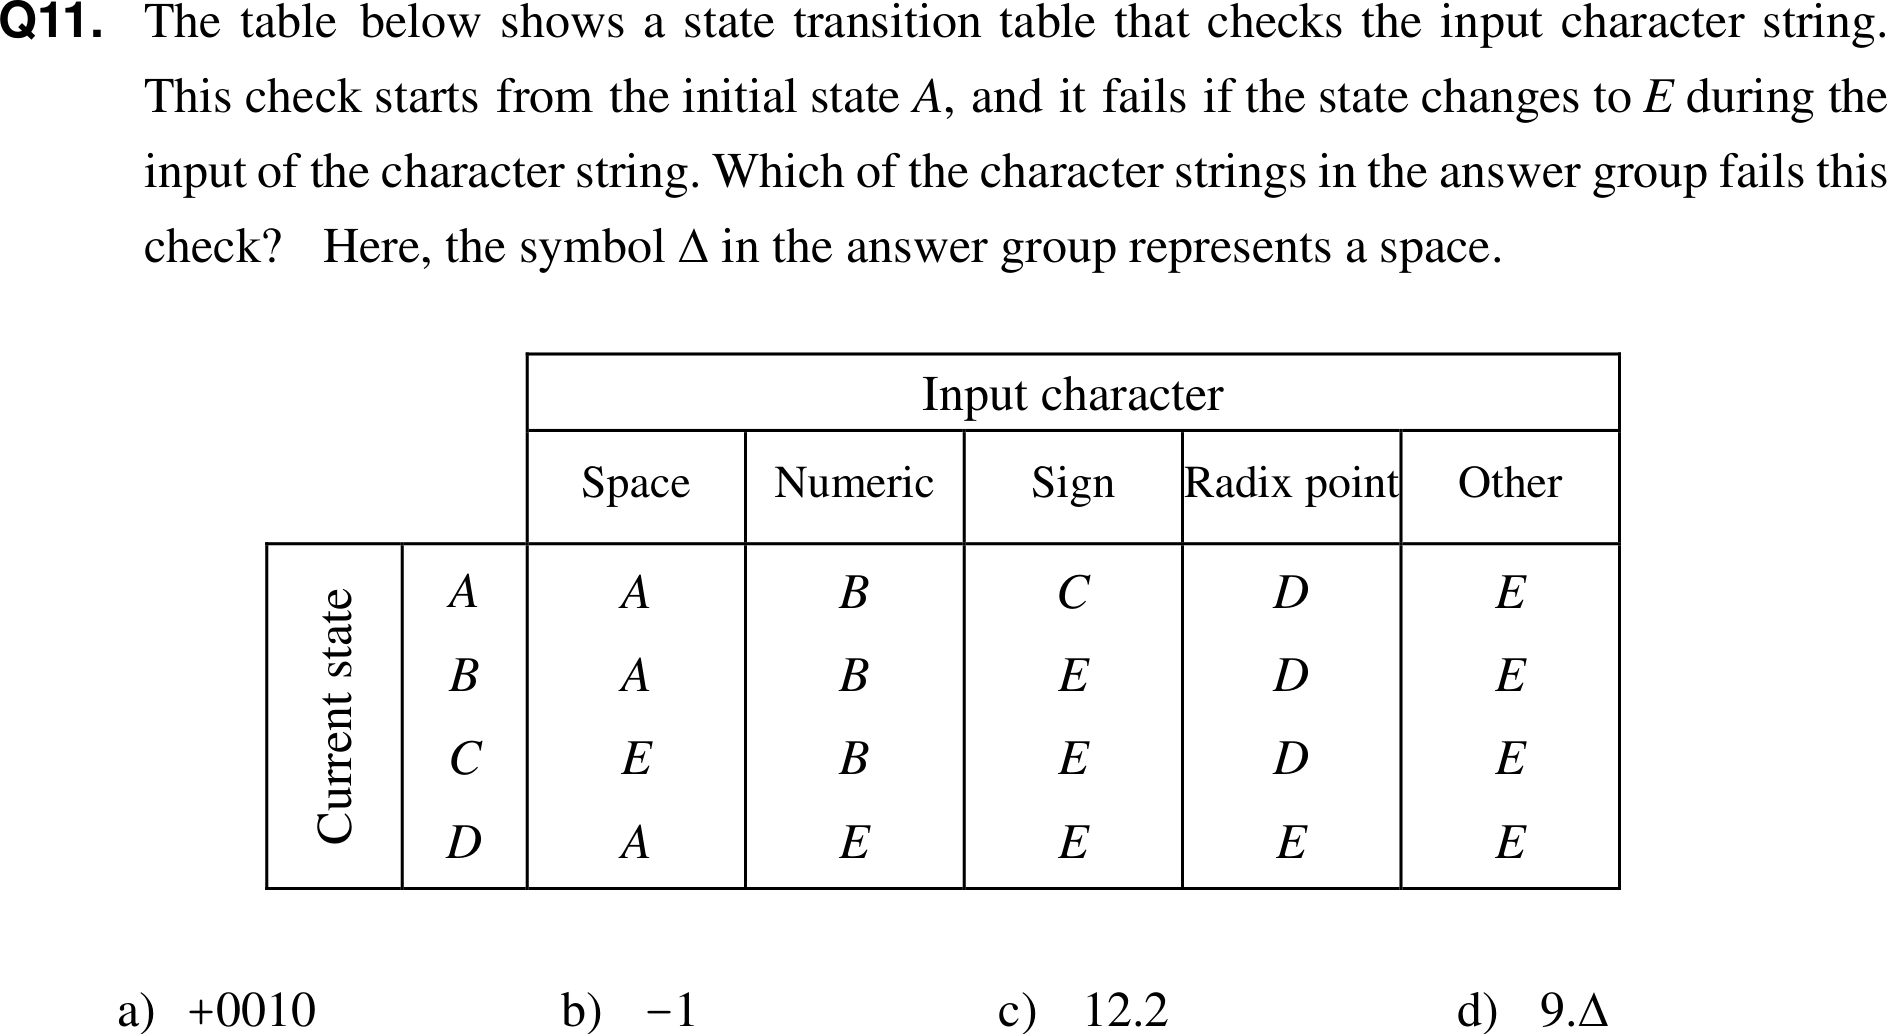 Q11. The table below shows a state transition table that checks the input character string.
This check starts from the initial state A, and it fails if the state changes to E during the
input of the character string. Which of the character strings in the answer group fails this
check? Here, the symbol Δ in the answer group represents a space.
Input character
Space Numeric Sign Radix point Other
Current state
A A B C D E
B A B E D E
C E B E D E
D A E E E E
a) +0010 b) −1 c) 12.2 d) 9.Δ